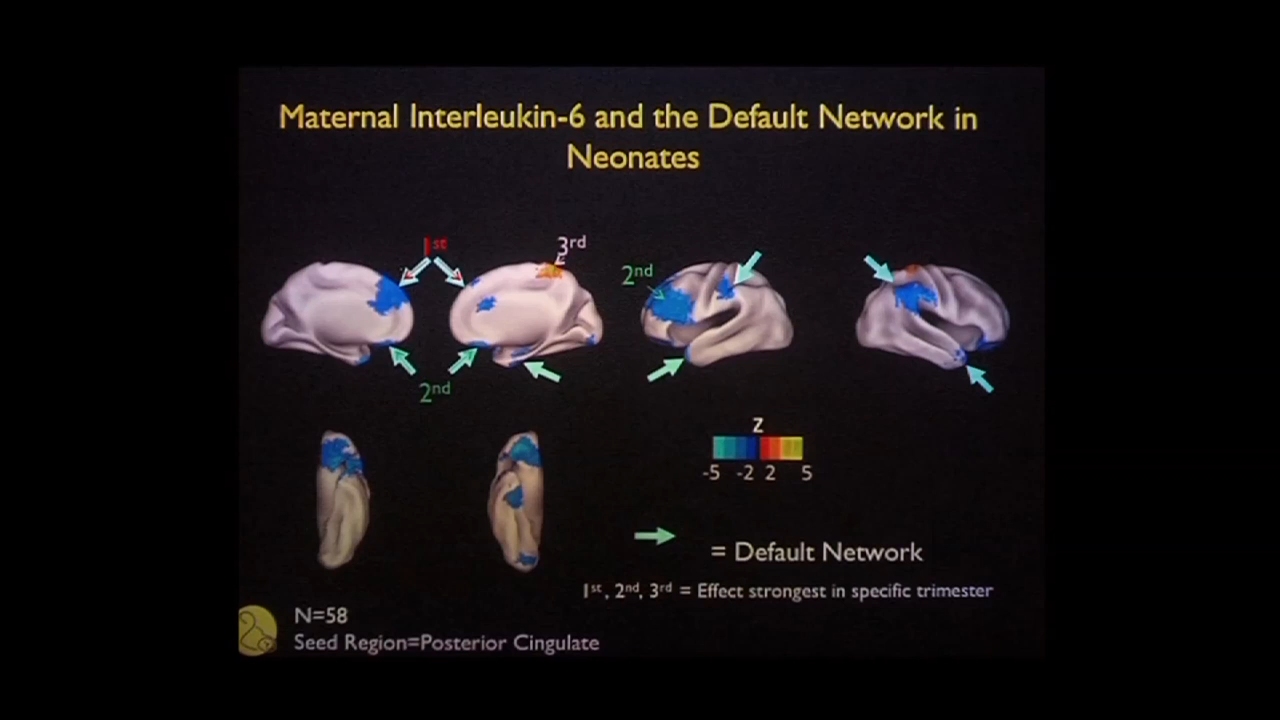 Maternal Interleukin-6 and the Default Network in
Neonates
1st
3rd
2nd
2nd
Z
-5 -2 2 5
= Default Network
1st, 2nd, 3rd = Effect strongest in specific trimester
N=58
Seed Region=Posterior Cingulate